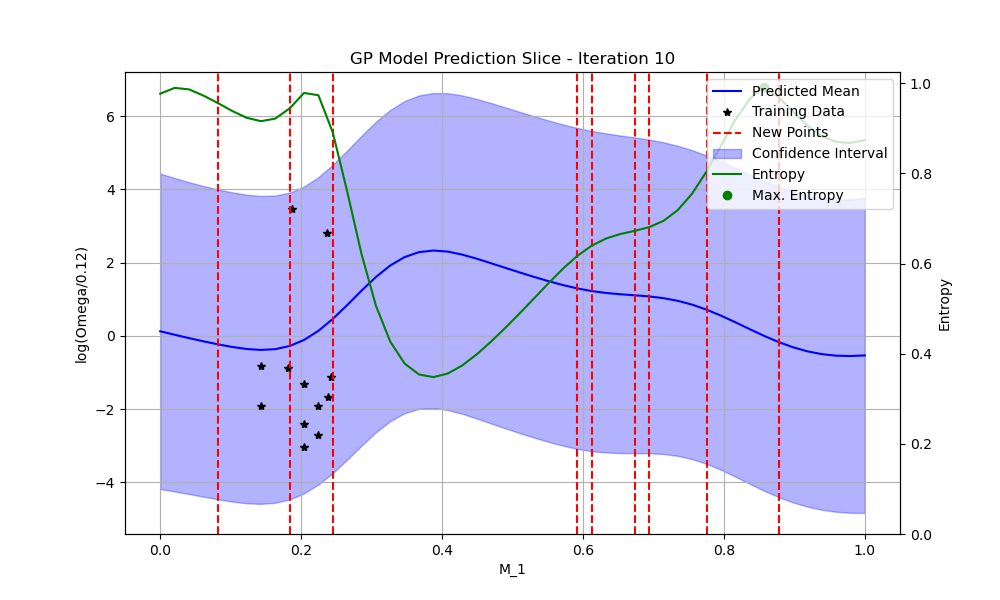 GP Model Prediction Slice - Iteration 10
Predicted Mean
Training Data
New Points
Confidence Interval
Entropy
Max. Entropy
6
4
2
0
−2
−4
log(Omega/0.12)
1.0
0.8
0.6
0.4
0.2
0.0
Entropy
0.0 0.2 0.4 0.6 0.8 1.0
M_1